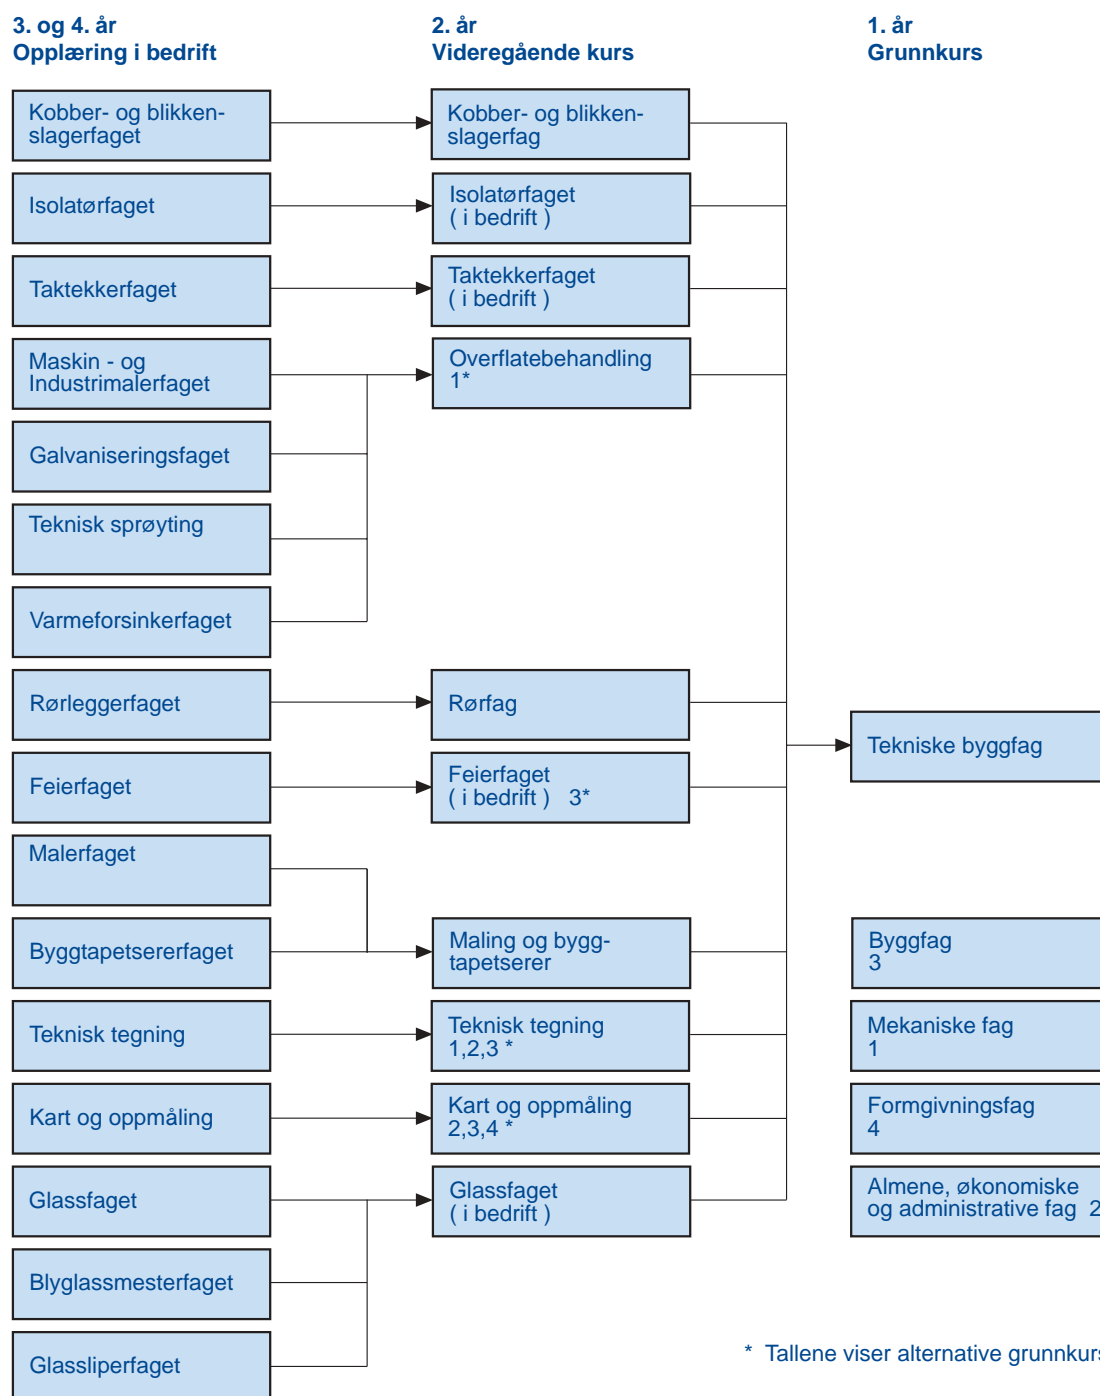 3. og 4. år
Opplæring i bedrift
2. år
Videregående kurs
1. år
Grunnkurs
Kobber- og blikken-
slagerfaget
Kobber- og blikken-
slagerfag
Isolatørfaget
Isolatørfaget
( i bedrift )
Taktekkerfaget
Taktekkerfaget
( i bedrift )
Maskin - og
Industrimalerfaget
Overflatebehandling
1*
Galvaniseringsfaget
Teknisk sprøyting
Varmeforsinkerfaget
Rørleggerfaget
Rørfag
Tekniske byggfag
Feierfaget
Feierfaget
( i bedrift ) 3*
Malerfaget
Byggtapetsererfaget
Maling og bygg-
tapetserer
Byggfag
3
Teknisk tegning
Teknisk tegning
1,2,3 *
Mekaniske fag
1
Kart og oppmåling
Kart og oppmåling
2,3,4 *
Formgivningsfag
4
Glassfaget
Glassfaget
( i bedrift )
Almene, økonomiske
og administrative fag 2
Blyglassmesterfaget
Glassliperfaget
* Tallene viser alternative grunnkurs